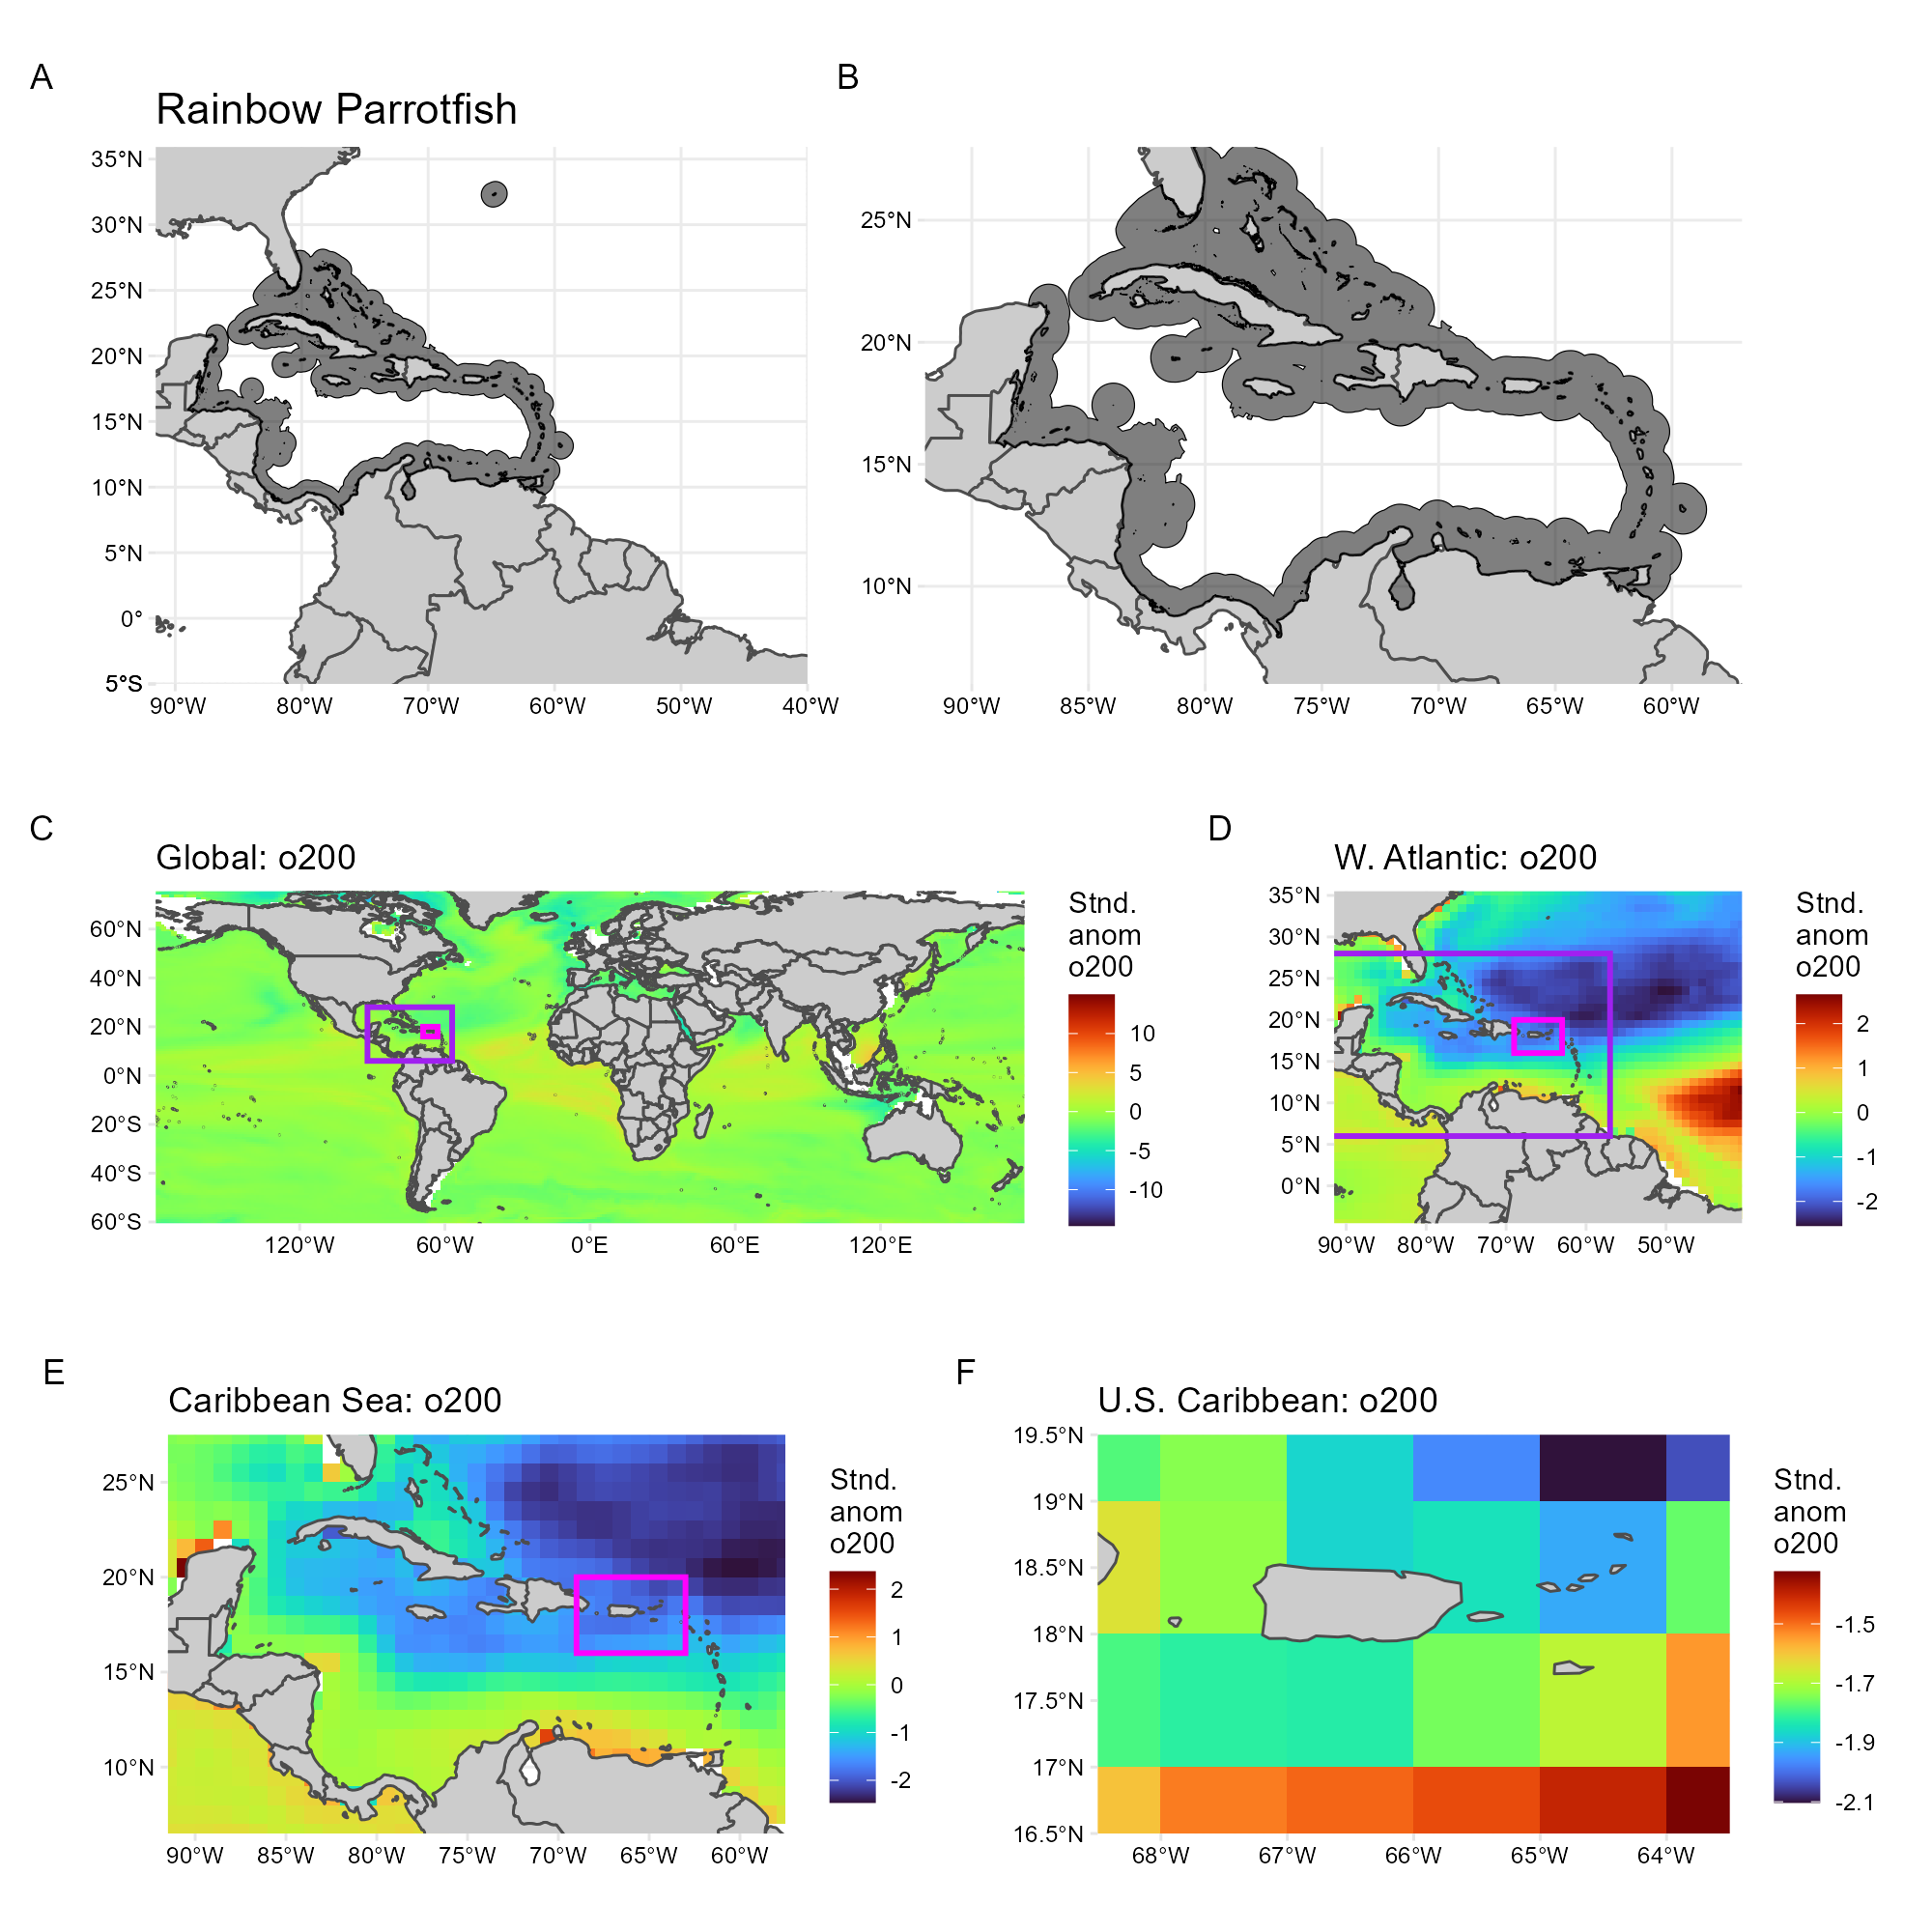 A
B
Rainbow Parrotfish
35°N
30°N
25°N
20°N
15°N
10°N
5°N
0°
5°S
90°W 80°W 70°W 60°W 50°W 40°W
25°N
20°N
15°N
10°N
90°W 85°W 80°W 75°W 70°W 65°W 60°W
C
Global: o200
60°N
40°N
20°N
0°N
20°S
40°S
60°S
120°W 60°W 0°E 60°E 120°E
Stnd.
anom
o200
10
5
0
-5
-10
D
W. Atlantic: o200
35°N
30°N
25°N
20°N
15°N
10°N
5°N
0°N
90°W 80°W 70°W 60°W 50°W
Stnd.
anom
o200
2
1
0
-1
-2
E
Caribbean Sea: o200
25°N
20°N
15°N
10°N
90°W 85°W 80°W 75°W 70°W 65°W 60°W
Stnd.
anom
o200
2
1
0
-1
-2
F
U.S. Caribbean: o200
19.5°N
19°N
18.5°N
18°N
17.5°N
17°N
16.5°N
68°W 67°W 66°W 65°W 64°W
Stnd.
anom
o200
-1.5
-1.7
-1.9
-2.1